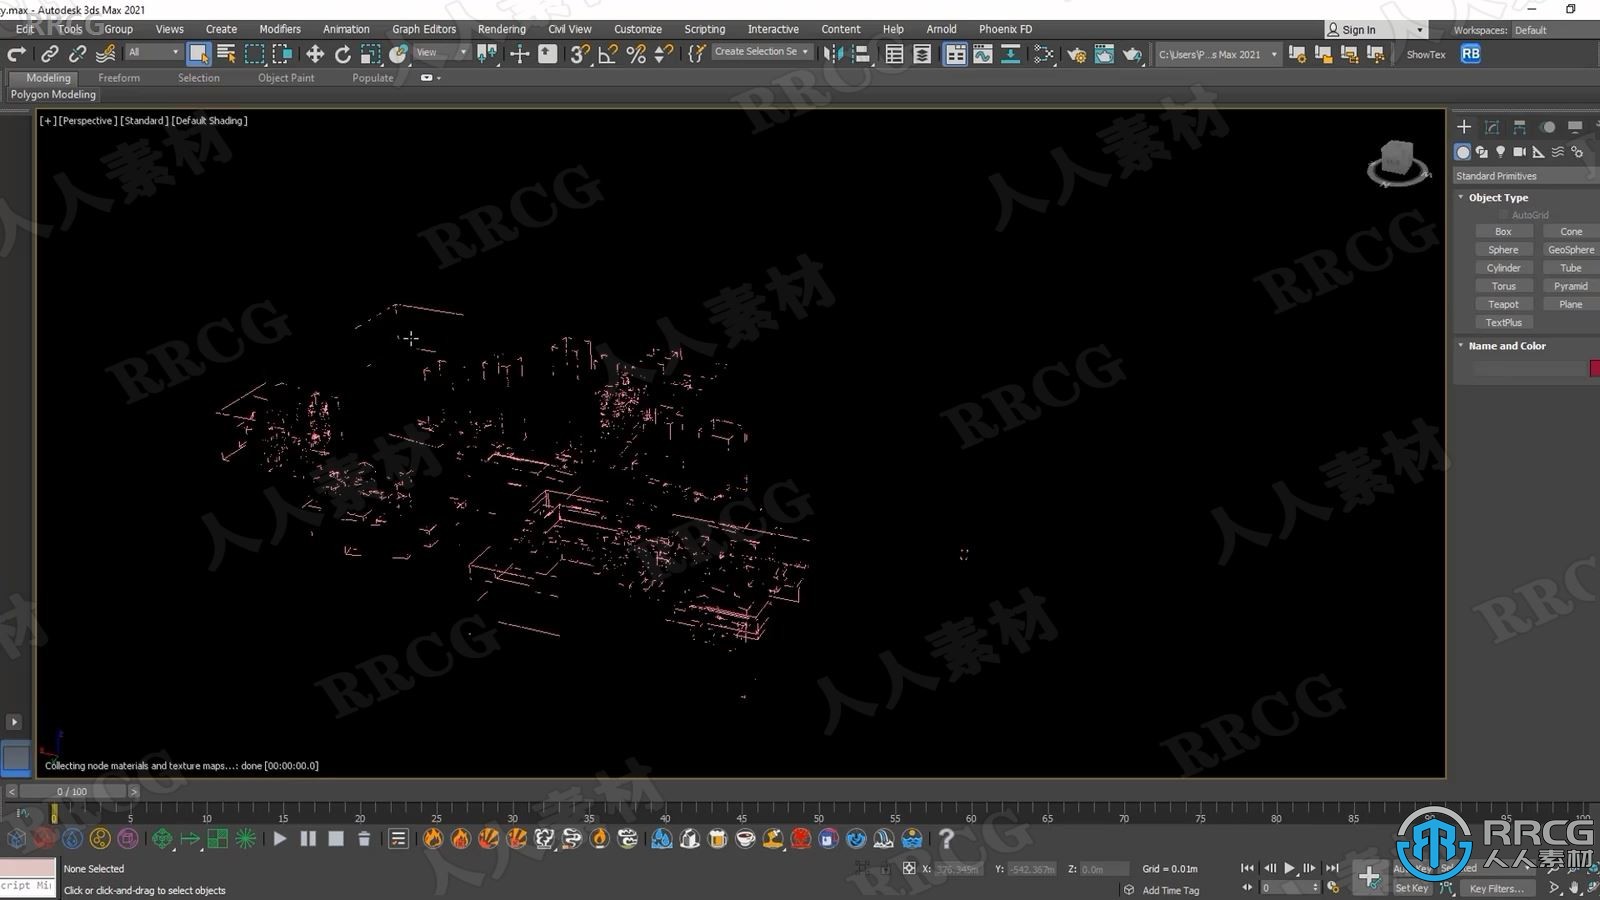 y.max - Autodesk 3ds Max 2021
Edit Tools Group Views Create Modifiers Animation Graph Editors Rendering Civil View Customize Scripting Interactive Content Help Arnold Phoenix FD
Sign In
Workspaces: Default
All
View
Create Selection Se
C:\Users\P...s Max 2021
ShowTex
RB
Modeling Freeform Selection Object Paint Populate
Polygon Modeling
[+] [Perspective ] [Standard ] [Default Shading ]
Standard Primitives
Object Type
AutoGrid
Box Cone
Sphere GeoSphere
Cylinder Tube
Torus Pyramid
Teapot Plane
TextPlus
Name and Color
Collecting node materials and texture maps...: done [00:00:00.0]
< 0 / 100 >
0 5 10 15 20 25 30 35 40 45 50 55 60 65 70 75 80 85 90 95 100
None Selected
X: 376.345m Y: -542.367m Z: 0.0m Grid = 0.01m
cript Mi
Click or click-and-drag to select objects
Add Time Tag
0
Set Key
Key Filters...
RRCG
人人素材